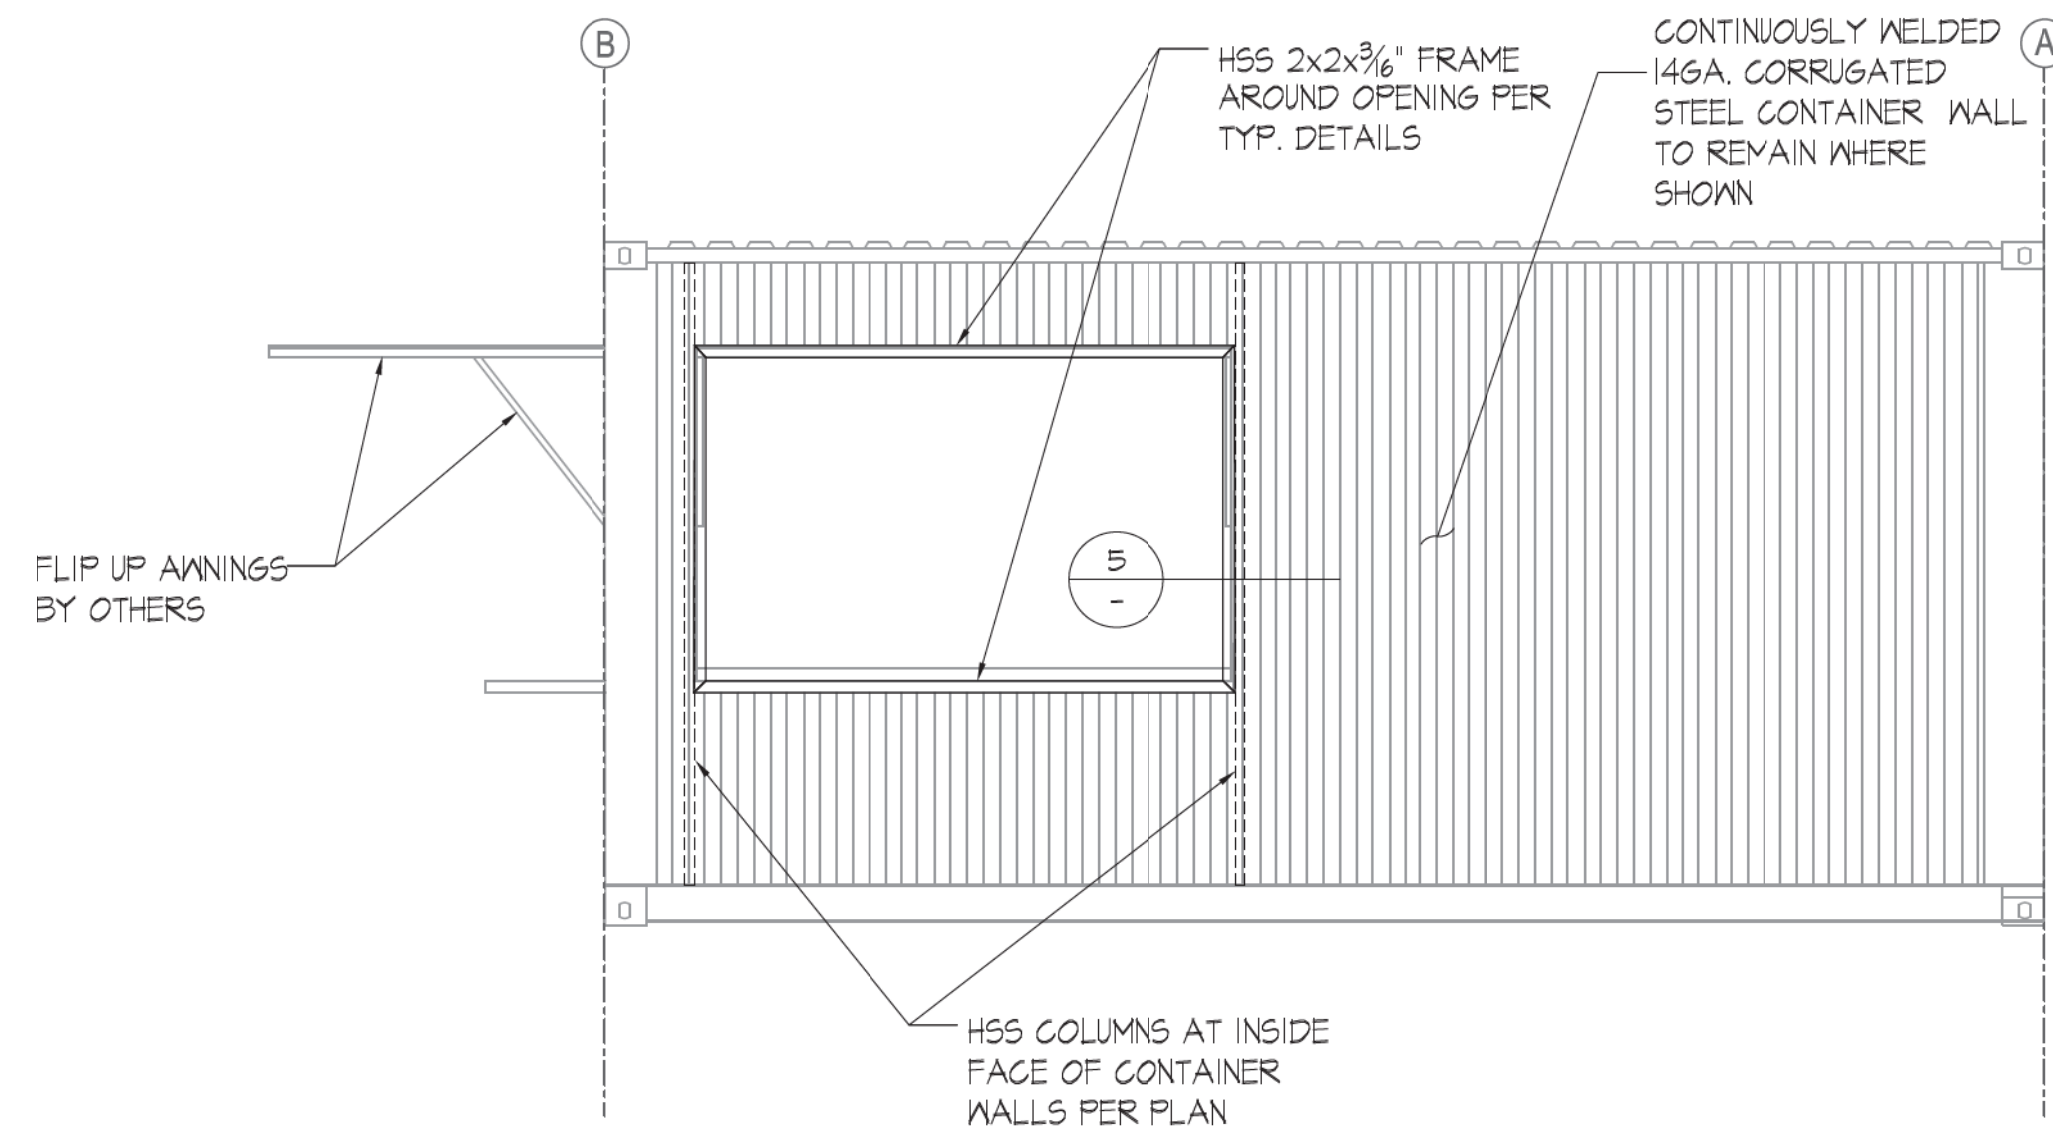 B
HSS 2x2x3/16" FRAME
AROUND OPENING PER
TYP. DETAILS
CONTINUOUSLY WELDED
14GA. CORRUGATED
STEEL CONTAINER WALL
TO REMAIN WHERE
SHOWN
A
FLIP UP AWNINGS
BY OTHERS
5
-
HSS COLUMNS AT INSIDE
FACE OF CONTAINER
WALLS PER PLAN